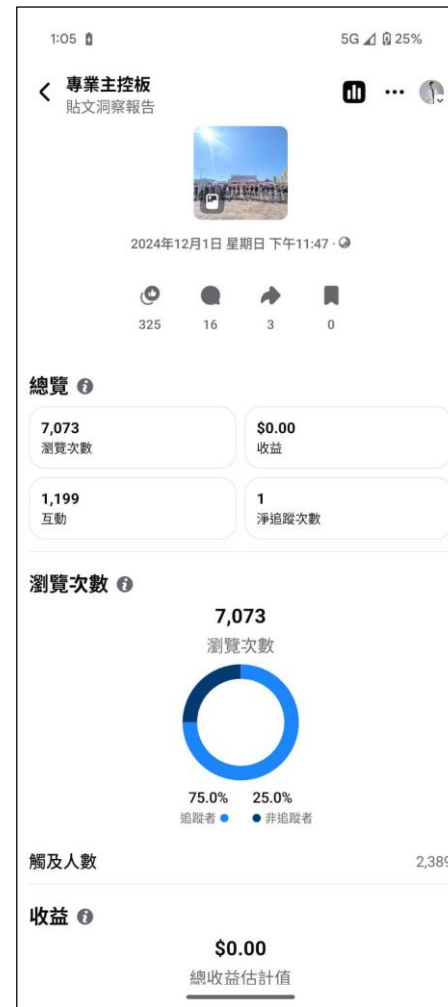 1:05 5G 25%
專業主控板
貼文洞察報告
2024年12月1日 星期日 下午11:47 ·
325 16 3 0
總覽
7,073 $0.00
瀏覽次數 收益
1,199 1
互動 淨追蹤次數
瀏覽次數
7,073
瀏覽次數
75.0% 25.0%
追蹤者 非追蹤者
觸及人數 2,389
收益
$0.00
總收益估計值